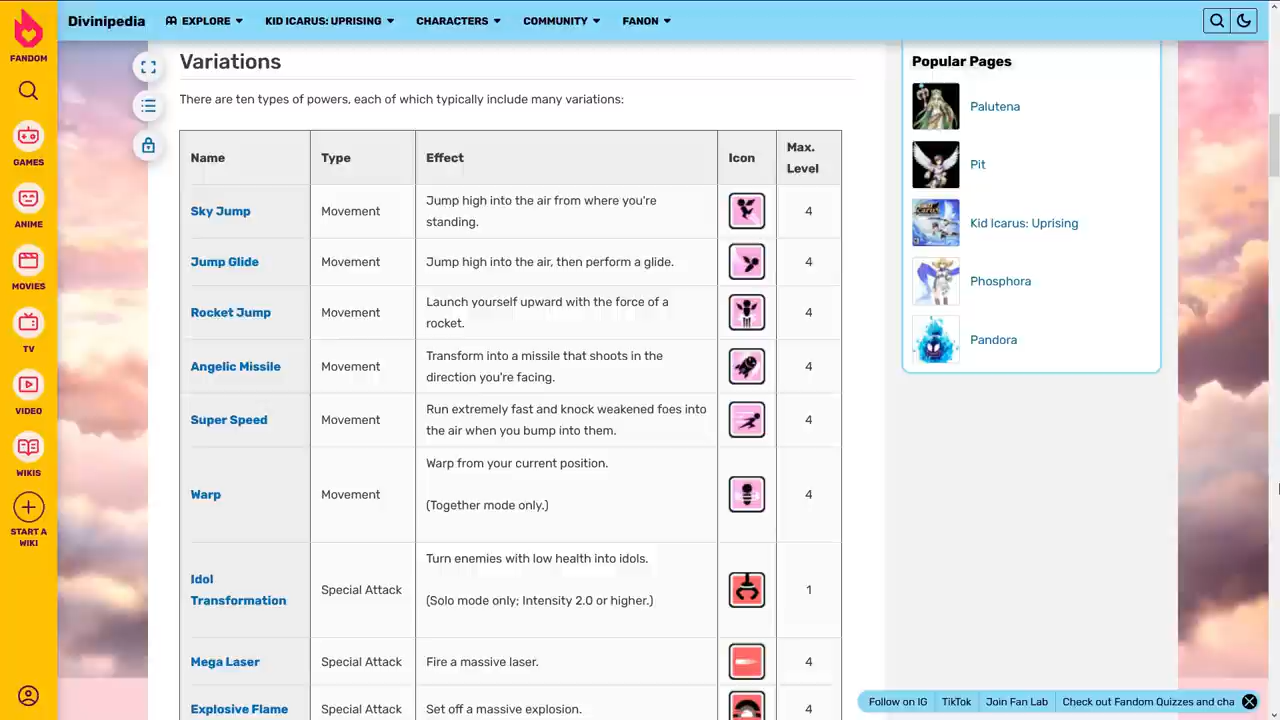 FANDOM
GAMES
ANIME
MOVIES
TV
VIDEO
WIKIS
START A
WIKI
Divinipedia
EXPLORE
KID ICARUS: UPRISING
CHARACTERS
COMMUNITY
FANON
Variations
There are ten types of powers, each of which typically include many variations:
Name Type Effect Icon Max.
Level
Sky Jump Movement Jump high into the air from where you're
standing. 4
Jump Glide Movement Jump high into the air, then perform a glide. 4
Rocket Jump Movement Launch yourself upward with the force of a
rocket. 4
Angelic Missile Movement Transform into a missile that shoots in the
direction you're facing. 4
Super Speed Movement Run extremely fast and knock weakened foes into
the air when you bump into them. 4
Warp Movement Warp from your current position.
(Together mode only.) 4
Idol
Transformation Special Attack Turn enemies with low health into idols.
(Solo mode only; Intensity 2.0 or higher.) 1
Mega Laser Special Attack Fire a massive laser. 4
Explosive Flame Special Attack Set off a massive explosion. 4
Popular Pages
Palutena
Pit
Kid Icarus: Uprising
Phosphora
Pandora
Follow on IG TikTok Join Fan Lab Check out Fandom Quizzes and cha